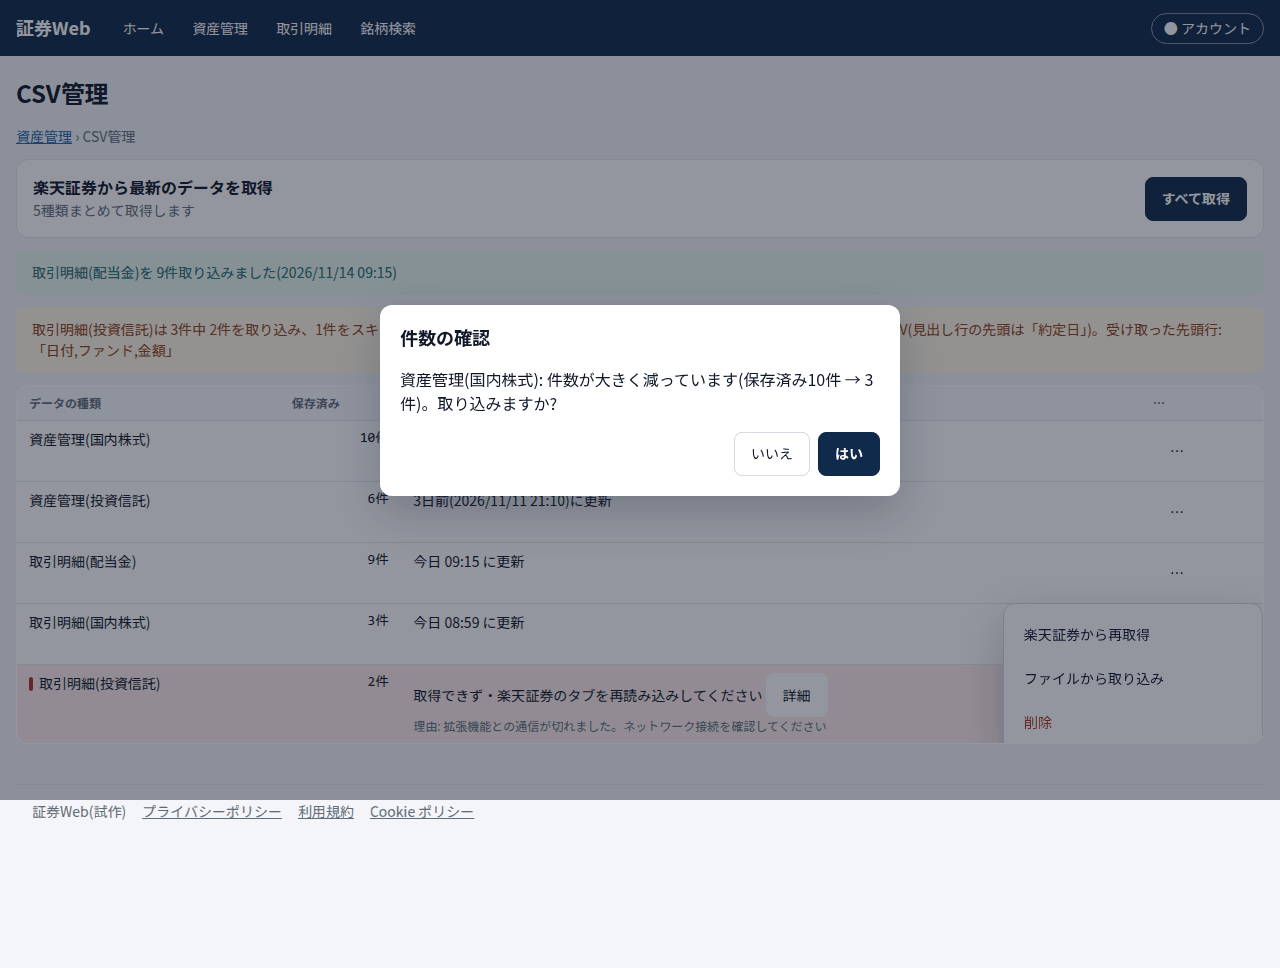 証券Web ホーム 資産管理 取引明細 銘柄検索 アカウント
CSV管理
資産管理 › CSV管理
楽天証券から最新のデータを取得
5種類まとめて取得します
すべて取得
取引明細(配当金)を 9件取り込みました(2026/11/14 09:15)
取引明細(投資信託)は 3件中 2件を取り込み、1件をスキ
V(見出し行の先頭は「約定日」)。受け取った先頭行:
「日付,ファンド,金額」
件数の確認
資産管理(国内株式): 件数が大きく減っています(保存済み10件 → 3
件)。取り込みますか?
いいえ はい
データの種類 保存済み …
資産管理(国内株式) 10件 …
資産管理(投資信託) 6件 3日前(2026/11/11 21:10)に更新 …
取引明細(配当金) 9件 今日 09:15 に更新 …
取引明細(国内株式) 3件 今日 08:59 に更新
楽天証券から再取得
ファイルから取り込み
削除
取引明細(投資信託) 2件 取得できず・楽天証券のタブを再読み込みしてください 詳細
理由: 拡張機能との通信が切れました。ネットワーク接続を確認してください
証券Web(試作) プライバシーポリシー 利用規約 Cookie ポリシー